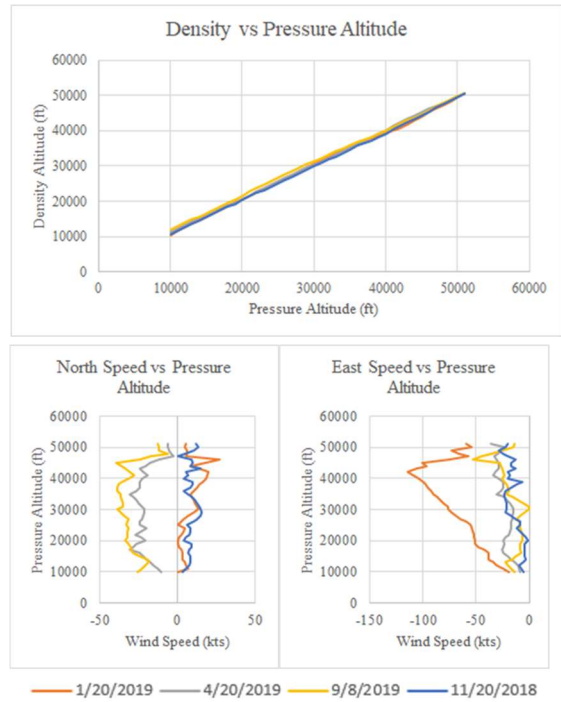 Density vs Pressure Altitude
60000
50000
40000
30000
20000
10000
0
Density Altitude (ft)
0 10000 20000 30000 40000 50000 60000
Pressure Altitude (ft)
North Speed vs Pressure
Altitude
60000
50000
40000
30000
20000
10000
0
Pressure Altitude (ft)
-50 0 50
Wind Speed (kts)
East Speed vs Pressure
Altitude
60000
50000
40000
30000
20000
10000
0
Pressure Altitude (ft)
-150 -100 -50 0
Wind Speed (kts)
1/20/2019 4/20/2019 9/8/2019 11/20/2018